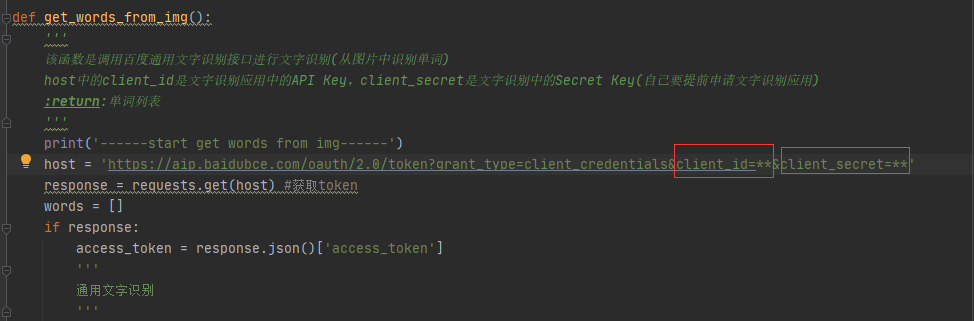 def get_words_from_img():
'''
该函数是调用百度通用文字识别接口进行文字识别(从图片中识别单词)
host中的client_id是文字识别应用中的API Key，client_secret是文字识别中的Secret Key(自己要提前申请文字识别应用)
:return:单词列表
'''
print('------start get words from img------')
host = 'https://aip.baidubce.com/oauth/2.0/token?grant_type=client_credentials&client_id=**&client_secret=**'
response = requests.get(host) #获取token
words = []
if response:
access_token = response.json()['access_token']
'''
通用文字识别
'''